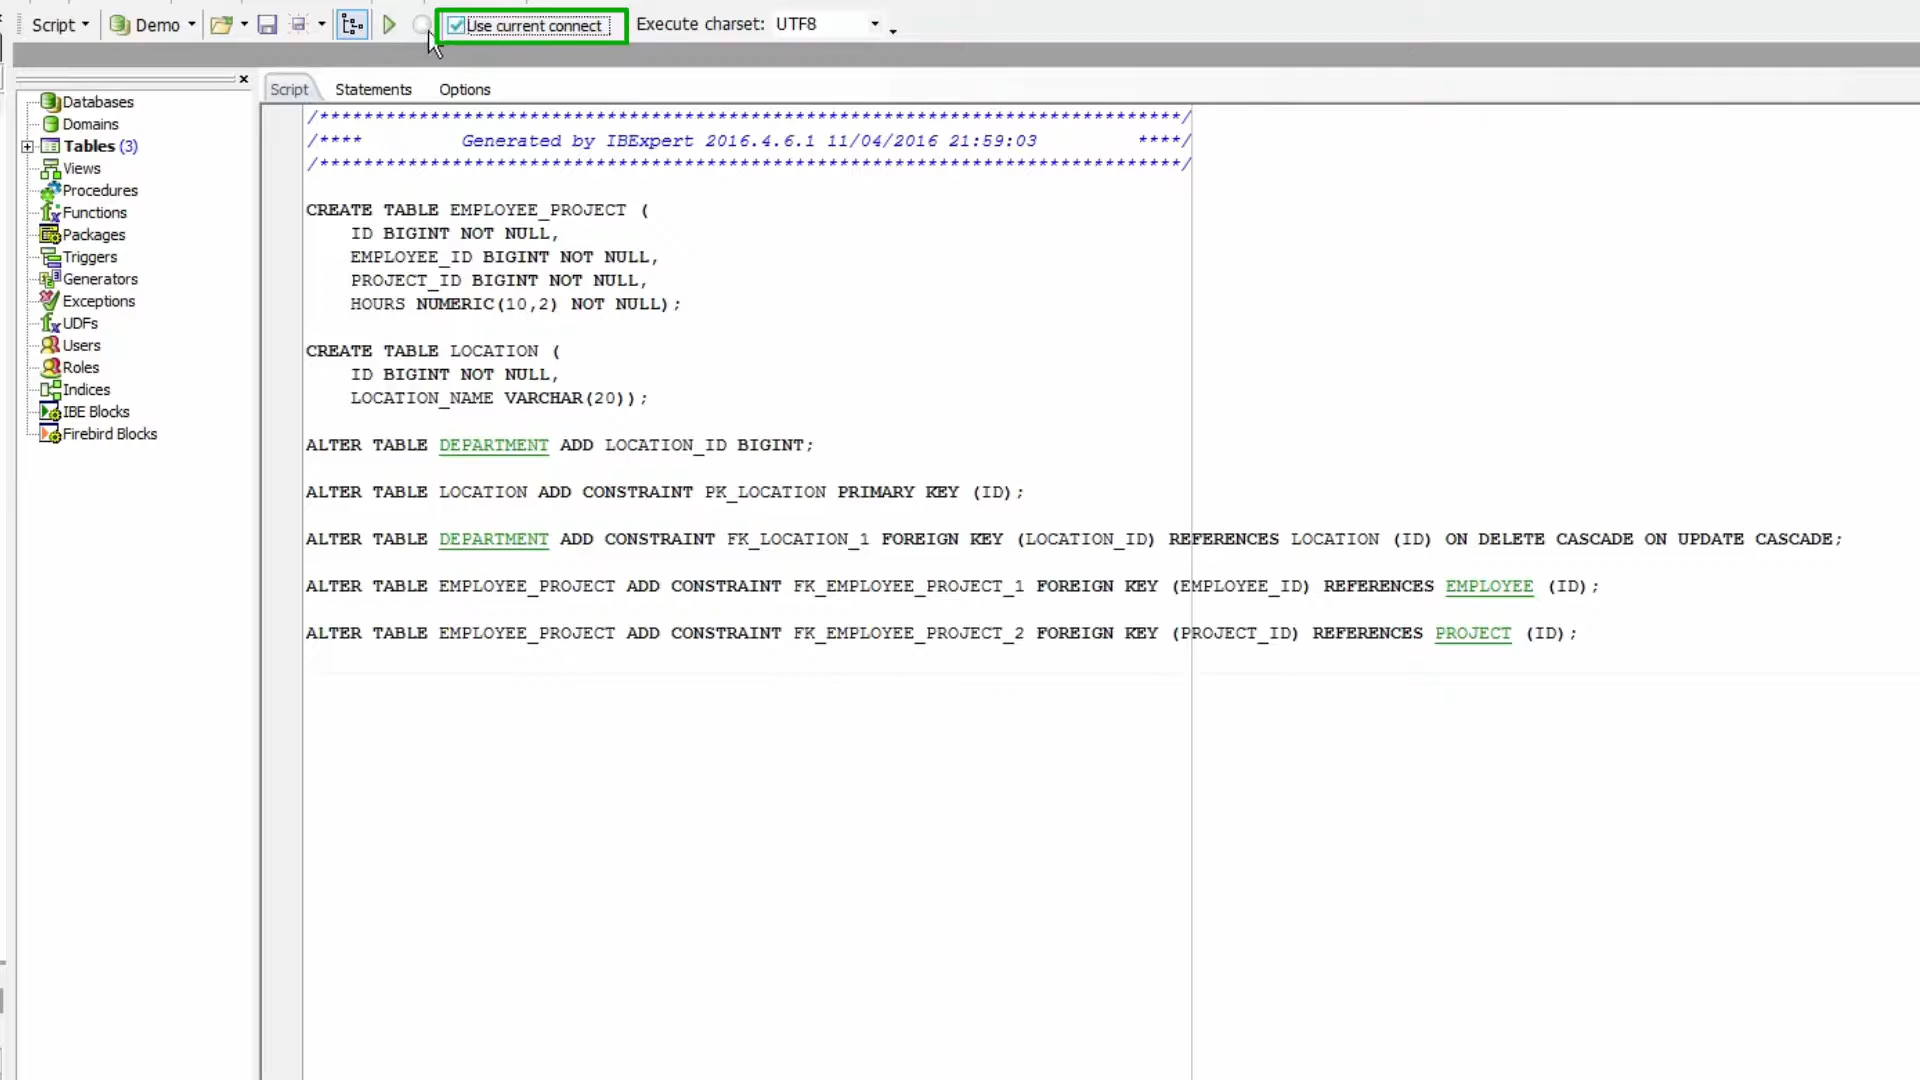 Script
Demo
Use current connect
Execute charset: UTF8
Script Statements Options
Databases
Domains
Tables (3)
Views
Procedures
Functions
Packages
Triggers
Generators
Exceptions
UDFs
Users
Roles
Indices
IBE Blocks
Firebird Blocks
/******************************************************************************/
/**** Generated by IBExpert 2016.4.6.1 11/04/2016 21:59:03 ****/
/******************************************************************************/
CREATE TABLE EMPLOYEE_PROJECT (
ID BIGINT NOT NULL,
EMPLOYEE_ID BIGINT NOT NULL,
PROJECT_ID BIGINT NOT NULL,
HOURS NUMERIC(10,2) NOT NULL);
CREATE TABLE LOCATION (
ID BIGINT NOT NULL,
LOCATION_NAME VARCHAR(20));
ALTER TABLE DEPARTMENT ADD LOCATION_ID BIGINT;
ALTER TABLE LOCATION ADD CONSTRAINT PK_LOCATION PRIMARY KEY (ID);
ALTER TABLE DEPARTMENT ADD CONSTRAINT FK_LOCATION_1 FOREIGN KEY (LOCATION_ID) REFERENCES LOCATION (ID) ON DELETE CASCADE ON UPDATE CASCADE;
ALTER TABLE EMPLOYEE_PROJECT ADD CONSTRAINT FK_EMPLOYEE_PROJECT_1 FOREIGN KEY (EMPLOYEE_ID) REFERENCES EMPLOYEE (ID);
ALTER TABLE EMPLOYEE_PROJECT ADD CONSTRAINT FK_EMPLOYEE_PROJECT_2 FOREIGN KEY (PROJECT_ID) REFERENCES PROJECT (ID);